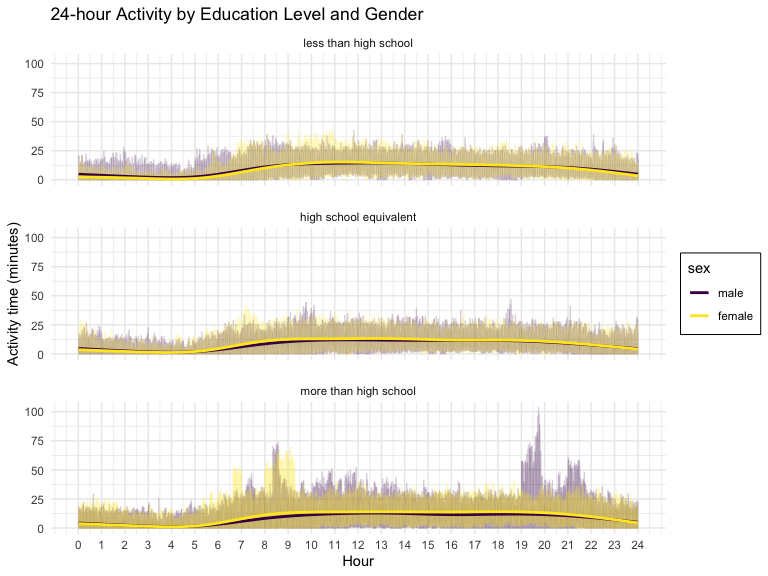 24-hour Activity by Education Level and Gender
less than high school
100
75
50
25
0
high school equivalent
100
75
50
25
0
more than high school
100
75
50
25
0
0 1 2 3 4 5 6 7 8 9 10 11 12 13 14 15 16 17 18 19 20 21 22 23 24
Hour
Activity time (minutes)
sex
male
female